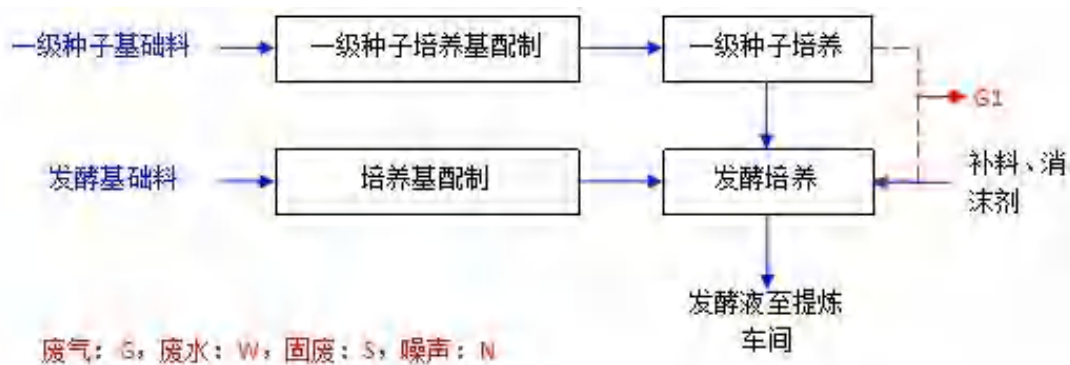 一级种子基础料
一级种子培养基配制
一级种子培养
G1
发酵基础料
培养基配制
发酵培养
补料、消
沫剂
发酵液至提炼
车间
废气：G，废水：W，固废：S，噪声：N